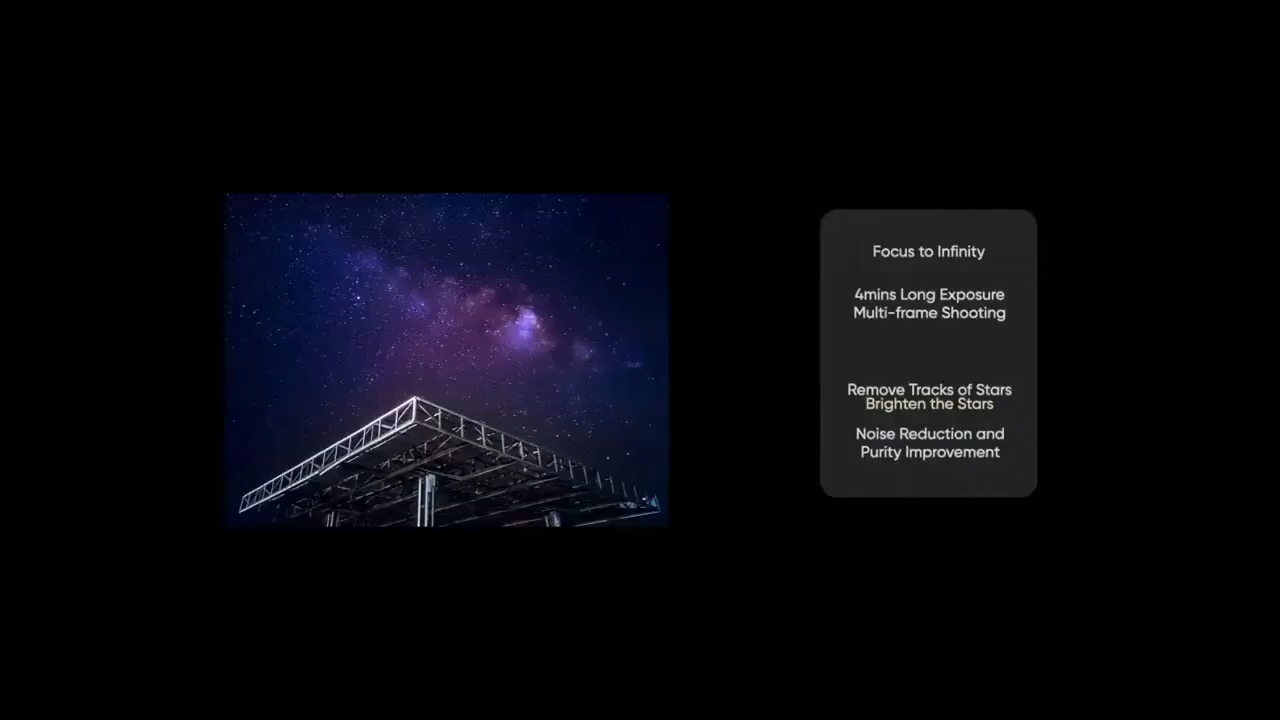 Focus to Infinity
4mins Long Exposure
Multi-frame Shooting
Remove Tracks of Stars
Brighten the Stars
Noise Reduction and
Purity Improvement